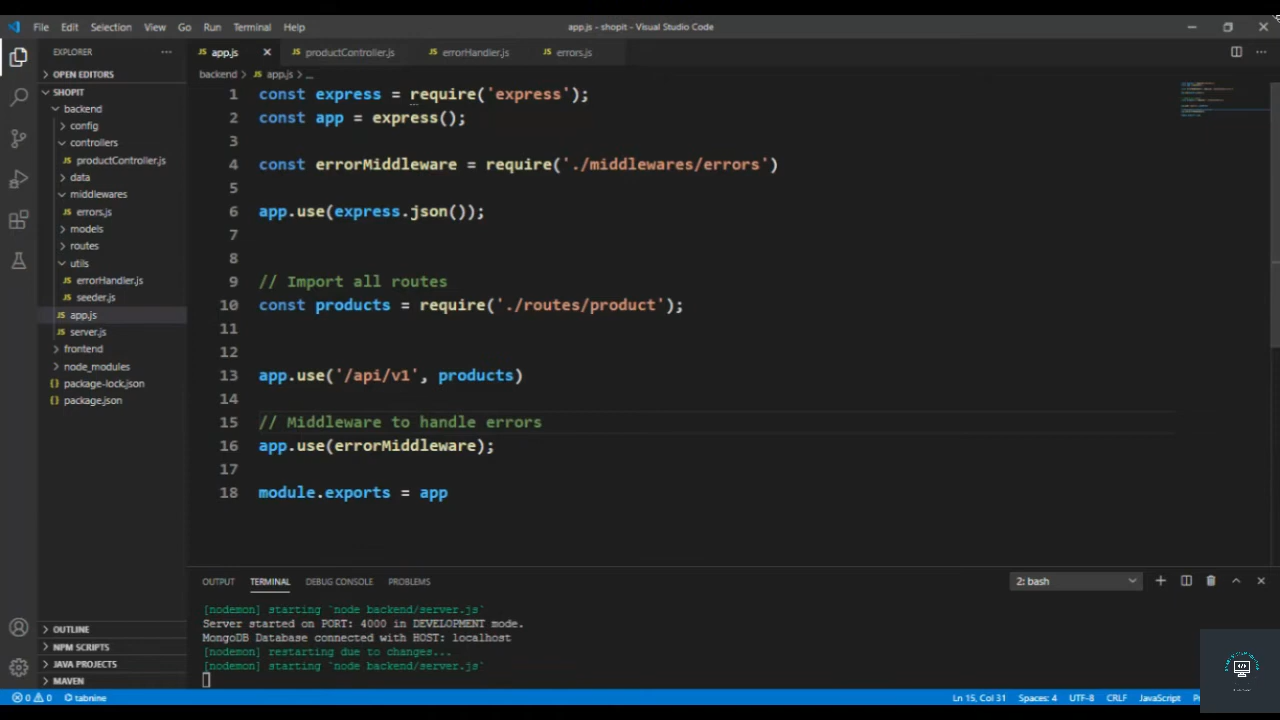 File Edit Selection View Go Run Terminal Help
app.js - shopit - Visual Studio Code
EXPLORER
OPEN EDITORS
SHOPIT
backend
config
controllers
JS productController.js
data
middlewares
JS errors.js
models
routes
utils
JS errorHandler.js
JS seeder.js
JS app.js
JS server.js
frontend
node_modules
{} package-lock.json
{} package.json
OUTLINE
NPM SCRIPTS
JAVA PROJECTS
MAVEN
JS app.js JS productController.js JS errorHandler.js JS errors.js
backend > JS app.js > ...
1 const express = require('express');
2 const app = express();
3
4 const errorMiddleware = require('./middlewares/errors')
5
6 app.use(express.json());
7
8
9 // Import all routes
10 const products = require('./routes/product');
11
12
13 app.use('/api/v1', products)
14
15 // Middleware to handle errors
16 app.use(errorMiddleware);
17
18 module.exports = app
OUTPUT TERMINAL DEBUG CONSOLE PROBLEMS
2: bash
[nodemon] starting `node backend/server.js`
Server started on PORT: 4000 in DEVELOPMENT mode.
MongoDB Database connected with HOST: localhost
[nodemon] restarting due to changes...
[nodemon] starting `node backend/server.js`
0 0 tabnine
Ln 15, Col 31 Spaces: 4 UTF-8 CRLF JavaScript